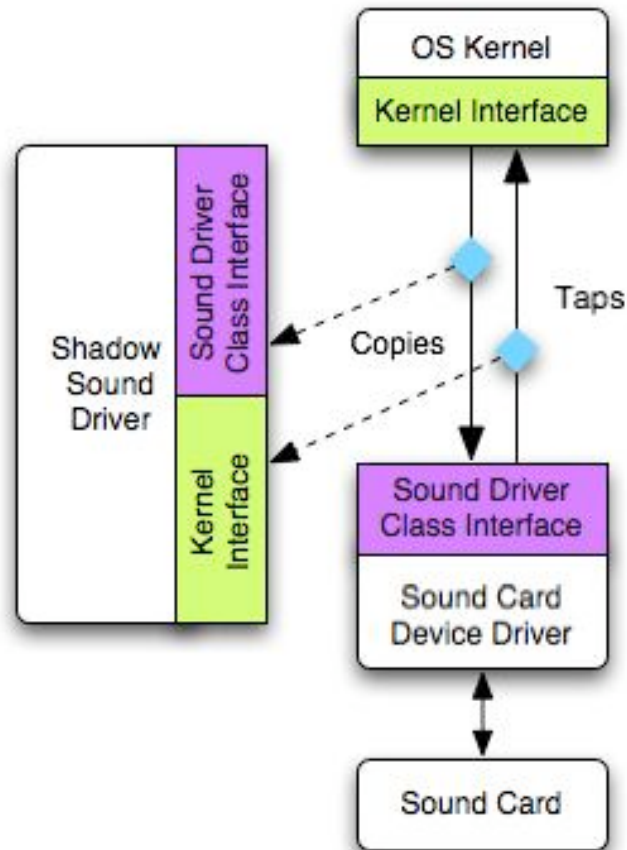 OS Kernel
Kernel Interface
Sound Driver
Class Interface
Taps
Shadow
Sound
Driver
Copies
Kernel
Interface
Sound Driver
Class Interface
Sound Card
Device Driver
Sound Card